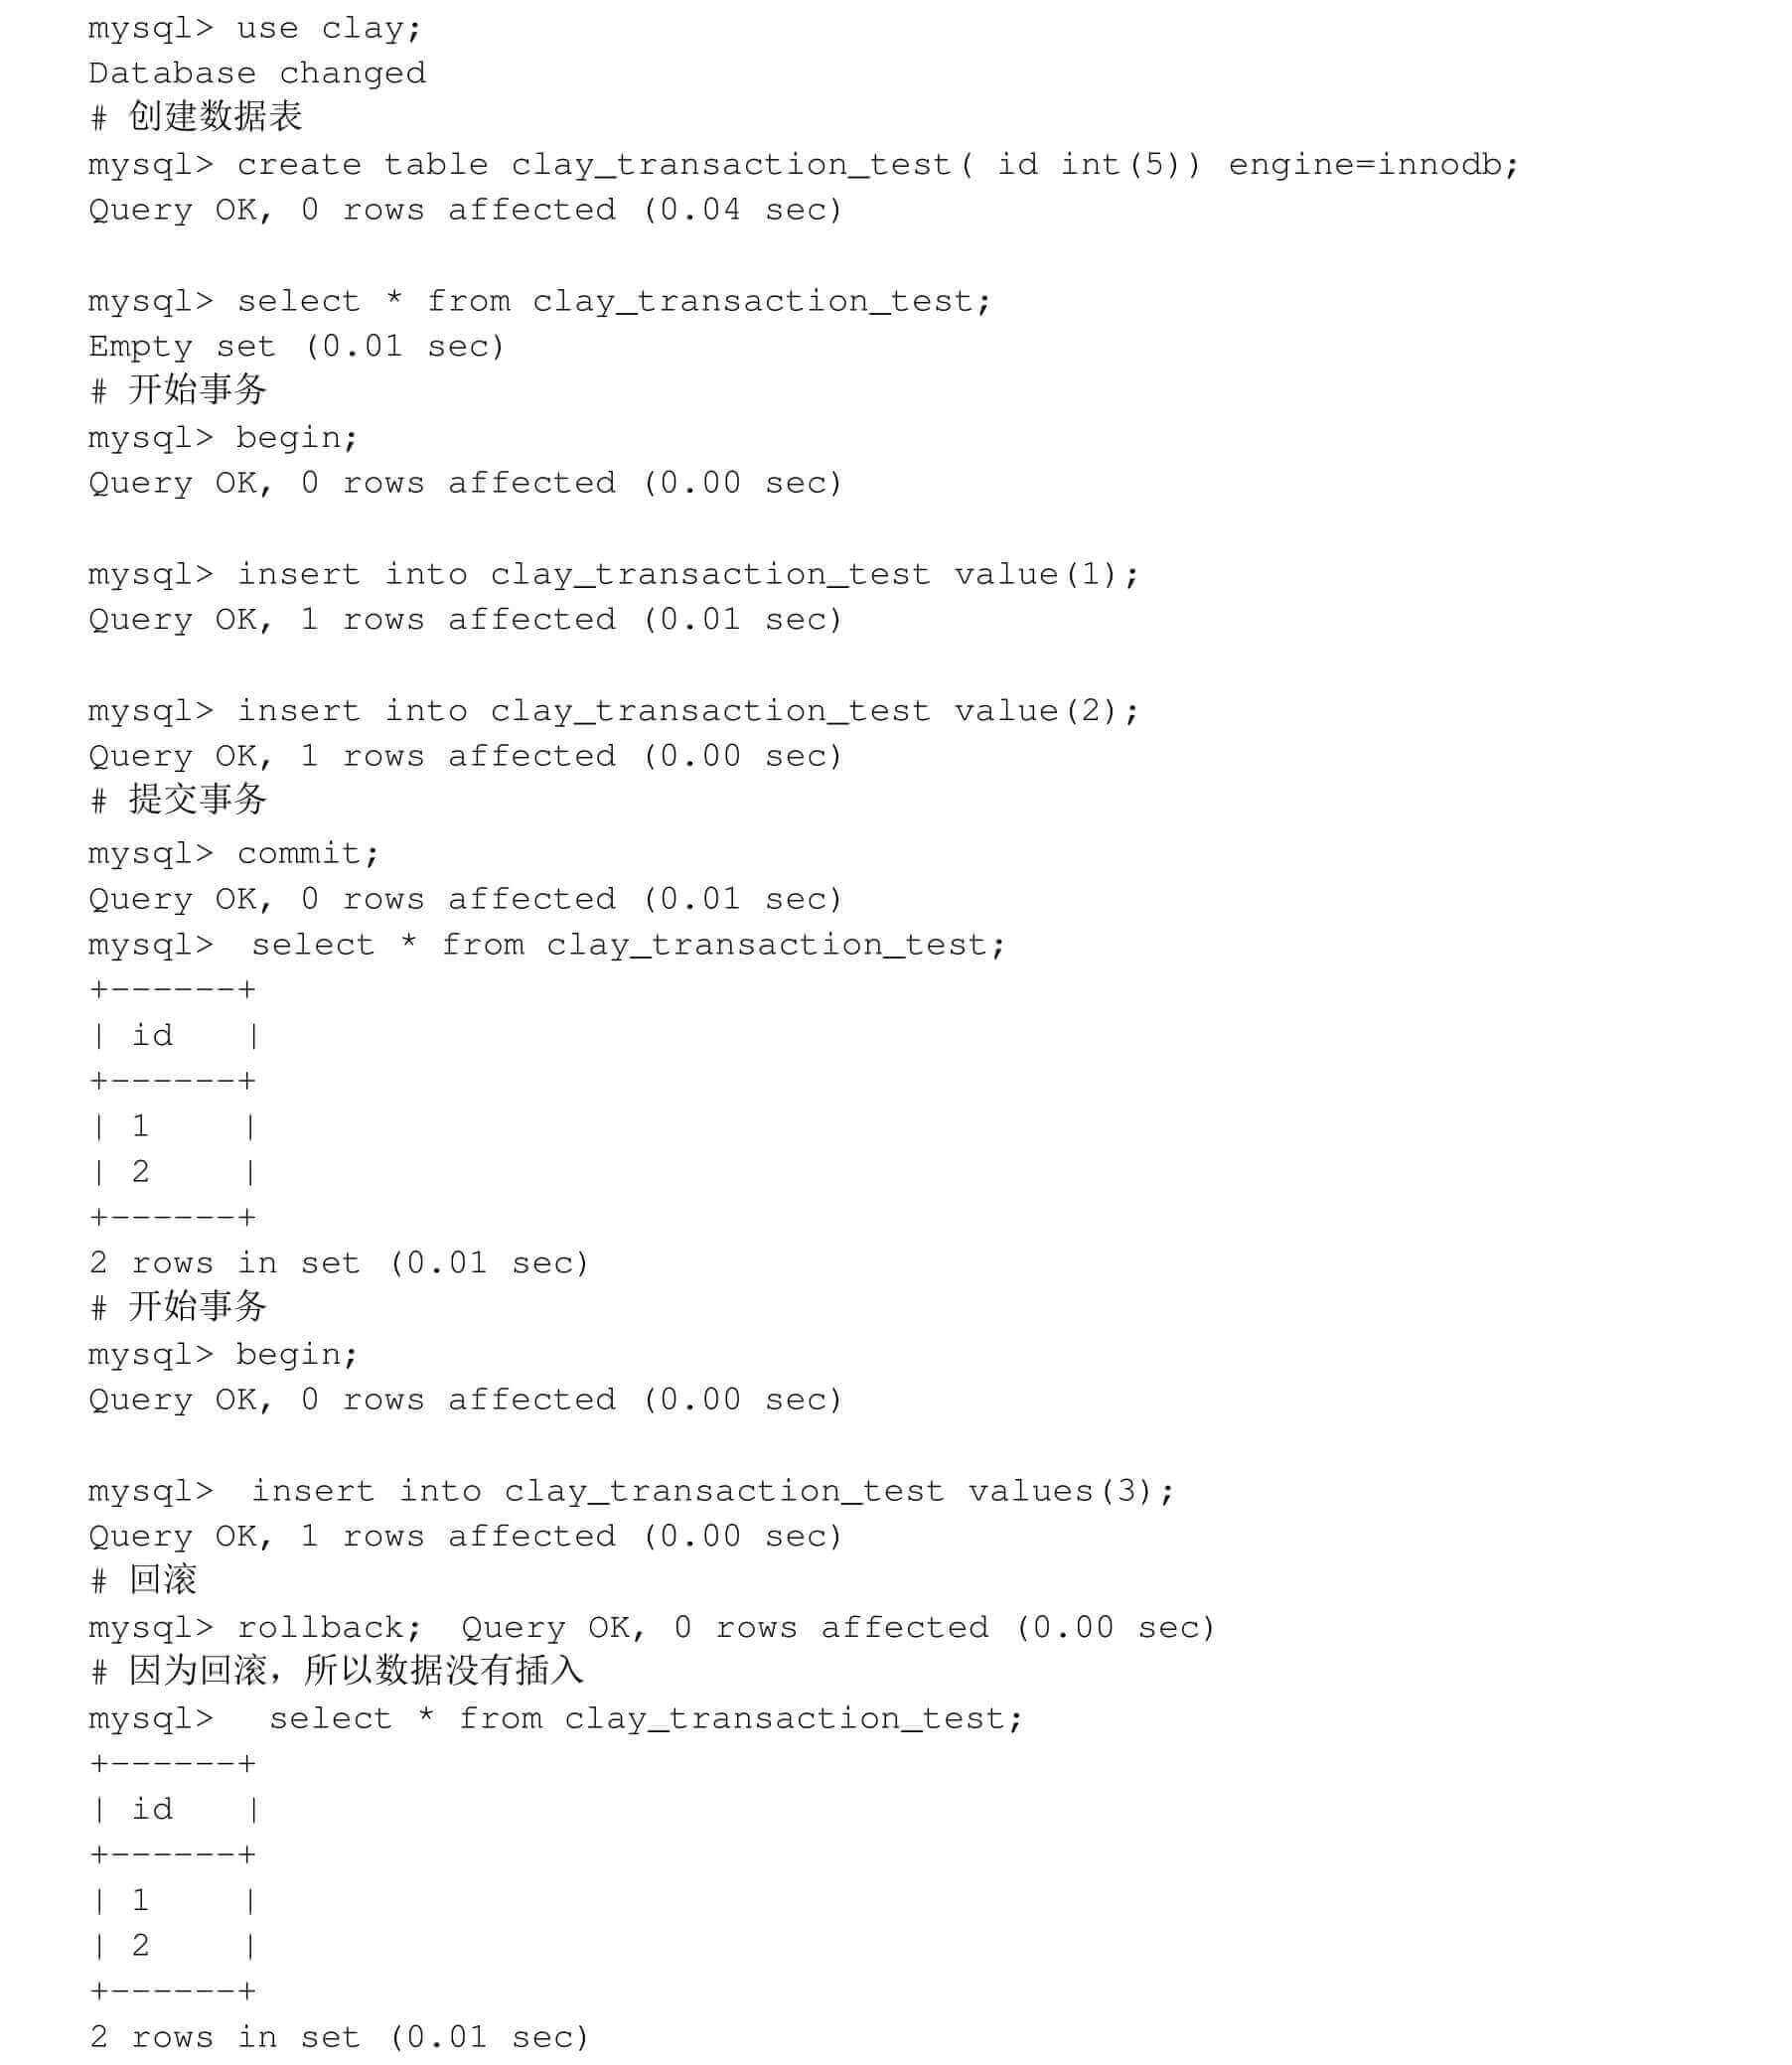 mysql> use clay;
Database changed
# 创建数据表
mysql> create table clay_transaction_test( id int(5)) engine=innodb;
Query OK, 0 rows affected (0.04 sec)
mysql> select * from clay_transaction_test;
Empty set (0.01 sec)
# 开始事务
mysql> begin;
Query OK, 0 rows affected (0.00 sec)
mysql> insert into clay_transaction_test value(1);
Query OK, 1 rows affected (0.01 sec)
mysql> insert into clay_transaction_test value(2);
Query OK, 1 rows affected (0.00 sec)
# 提交事务
mysql> commit;
Query OK, 0 rows affected (0.01 sec)
mysql>  select * from clay_transaction_test;
+------+
| id   |
+------+
| 1    |
| 2    |
+------+
2 rows in set (0.01 sec)
# 开始事务
mysql> begin;
Query OK, 0 rows affected (0.00 sec)
mysql>  insert into clay_transaction_test values(3);
Query OK, 1 rows affected (0.00 sec)
# 回滚
mysql> rollback;  Query OK, 0 rows affected (0.00 sec)
# 因为回滚，所以数据没有插入
mysql>   select * from clay_transaction_test;
+------+
| id   |
+------+
| 1    |
| 2    |
+------+
2 rows in set (0.01 sec)